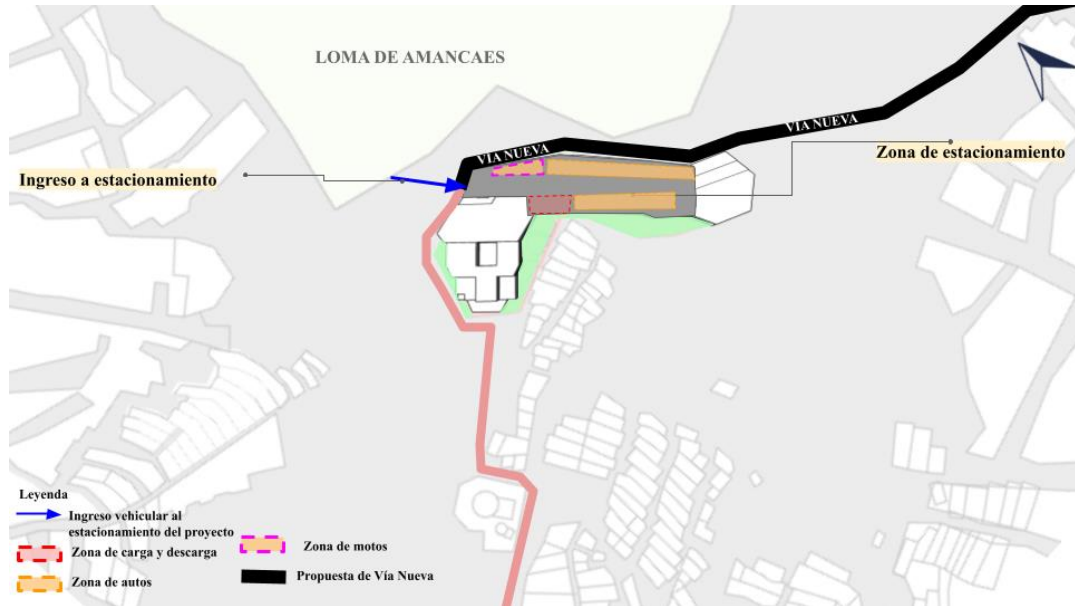 LOMA DE AMANCAES
VÍA NUEVA
VÍA NUEVA
Zona de estacionamiento
Ingreso a estacionamiento
Leyenda
Ingreso vehicular al
estacionamiento del proyecto
Zona de carga y descarga
Zona de autos
Zona de motos
Propuesta de Vía Nueva